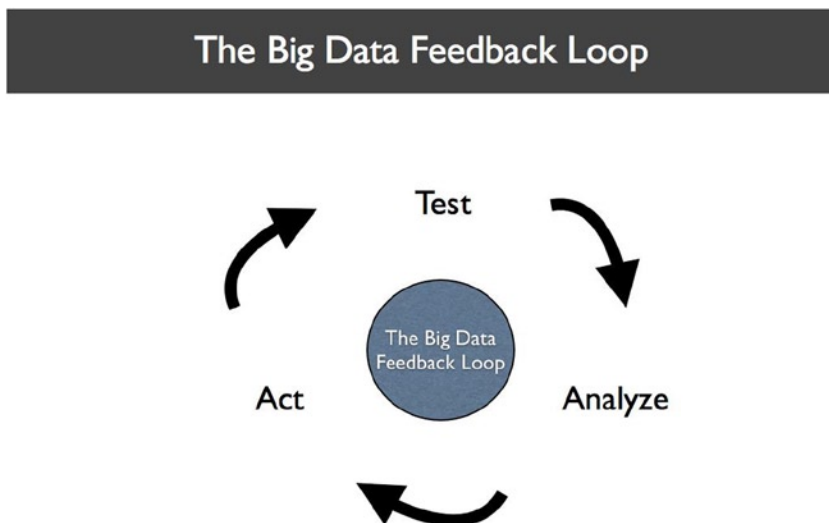 The Big Data Feedback Loop
Test
The Big Data
Feedback Loop
Act
Analyze